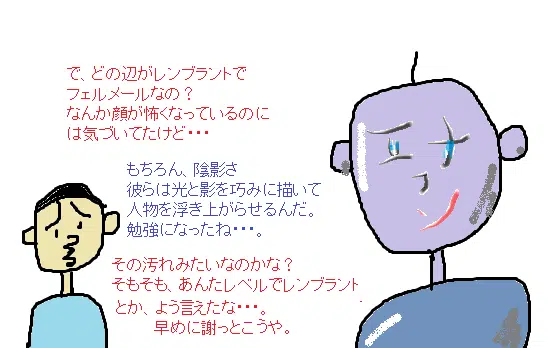 で、どの辺がレンブラントで
フェルメールなの？
なんか顔が怖くなっているのに
は気づいてたけど・・・
もちろん、陰影さ
彼らは光と影を巧みに描いて
人物を浮き上がらせるんだ。
勉強になったね・・・。
その汚れみたいなのかな？
そもそも、あんたレベルでレンブラント
とか、よう言えたな・・・。
早めに謝っとこうや。